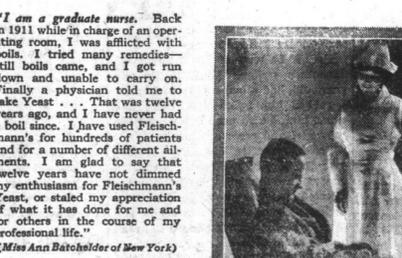 "I am a graduate nurse. Back
in 1911 while in charge of an oper-
ating room, I was afflicted with
boils. I tried many remedies—
still boils came, and I got run
down and unable to carry on.
Finally a physician told me to
take Yeast . . . That was twelve
years ago, and I have never had
a boil since. I have used Fleisch-
mann's for hundreds of patients
and for a number of different ail-
ments. I am glad to say that
twelve years have not dimmed
my enthusiasm for Fleischmann's
Yeast, or staled my appreciation
of what it has done for me and
for others in the course of my
professional life."
(Miss Ann Batchelder of New York)